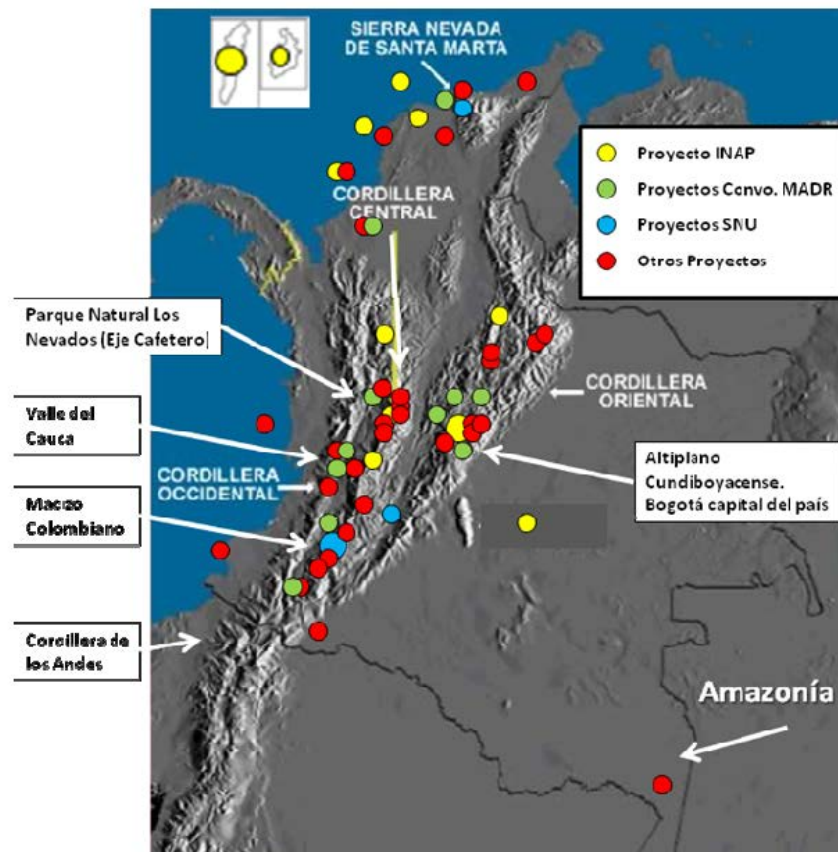 SIERRA NEVADA
DE SANTA MARTA
Proyecto INAP
Proyectos Convo. MADR
Proyectos SNU
Otros Proyectos
CORDILLERA
CENTRAL
Parque Natural Los
Nevados (Eje Cafetero)
CORDILLERA
ORIENTAL
Valle del
Cauca
Altiplano
Cundiboyacense.
Bogotá capital del país
CORDILLERA
OCCIDENTAL
Macizo
Colombiano
Cordillera de
los Andes
Amazonía